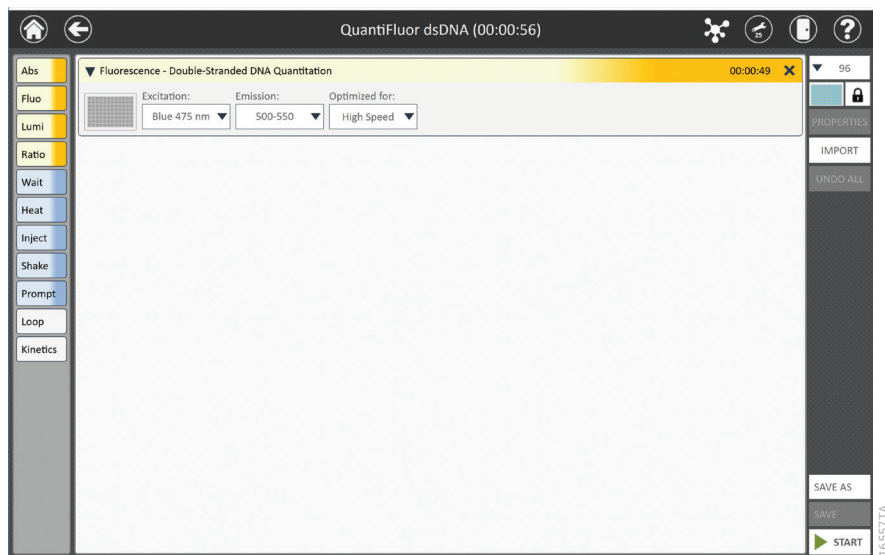 QuantiFluor dsDNA (00:00:56)
25
Abs
Fluo
Lumi
Ratio
Wait
Heat
Inject
Shake
Prompt
Loop
Kinetics
Fluorescence - Double-Stranded DNA Quantitation 00:00:49
Excitation: Emission: Optimized for:
Blue 475 nm 500-550 High Speed
96
PROPERTIES
IMPORT
UNDO ALL
SAVE AS
SAVE
START